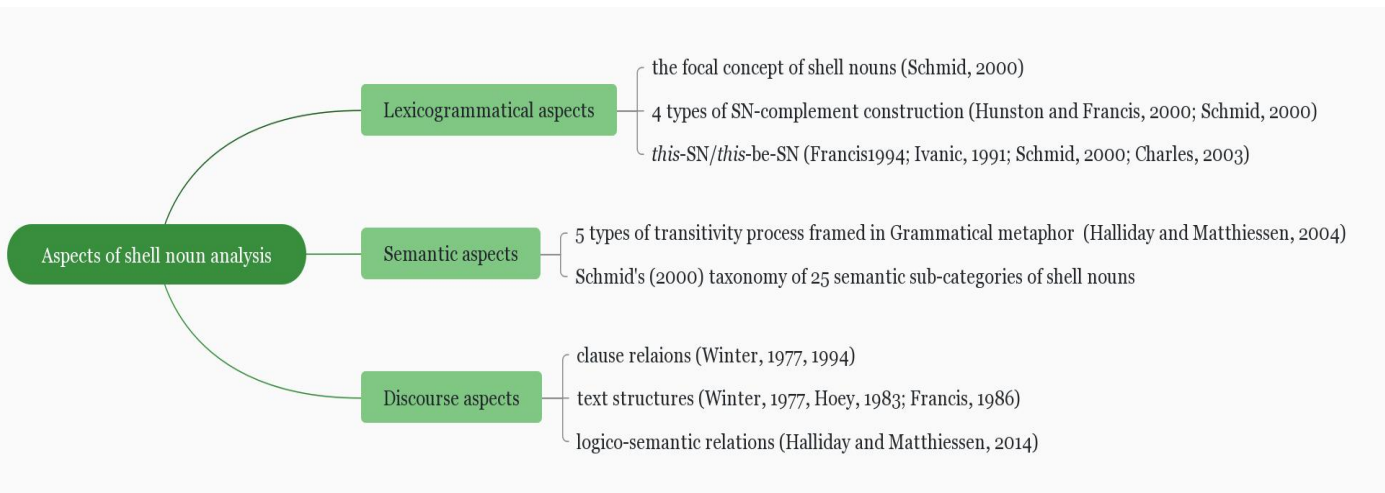 Aspects of shell noun analysis
Lexicogrammatical aspects
the focal concept of shell nouns (Schmid, 2000)
4 types of SN-complement construction (Hunston and Francis, 2000; Schmid, 2000)
this-SN/this-be-SN (Francis1994; Ivanic, 1991; Schmid, 2000; Charles, 2003)
Semantic aspects
5 types of transitivity process framed in Grammatical metaphor (Halliday and Matthiessen, 2004)
Schmid's (2000) taxonomy of 25 semantic sub-categories of shell nouns
Discourse aspects
clause relaions (Winter, 1977, 1994)
text structures (Winter, 1977, Hoey, 1983; Francis, 1986)
logico-semantic relations (Halliday and Matthiessen, 2014)